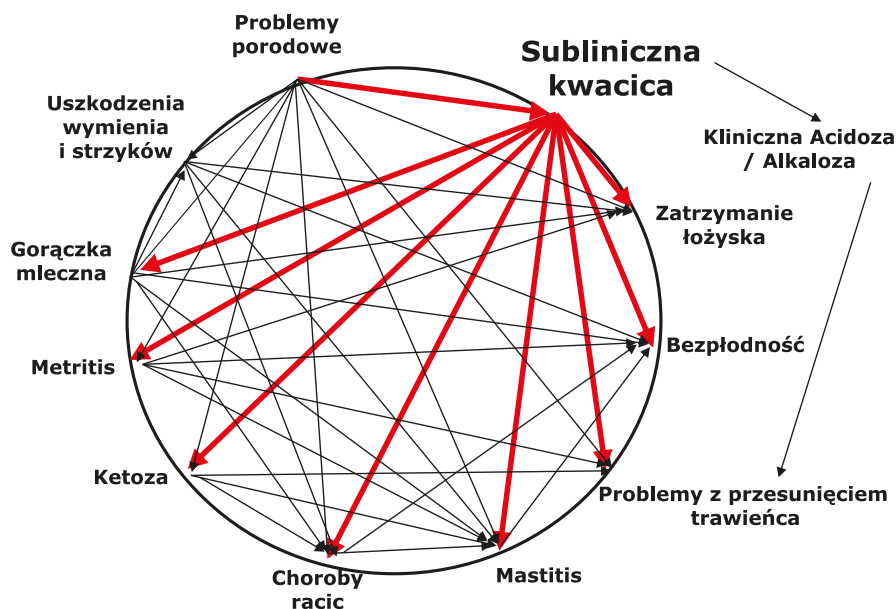 Problemy
porodowe
Subliniczna
kwacica
Uszkodzenia
wymienia
i strzyków
Kliniczna Acidoza
/ Alkaloza
Zatrzymanie
łożyska
Gorączka
mleczna
Metritis
Bezpłodność
Ketoza
Problemy z przesunięciem
trawieńca
Choroby
racic
Mastitis